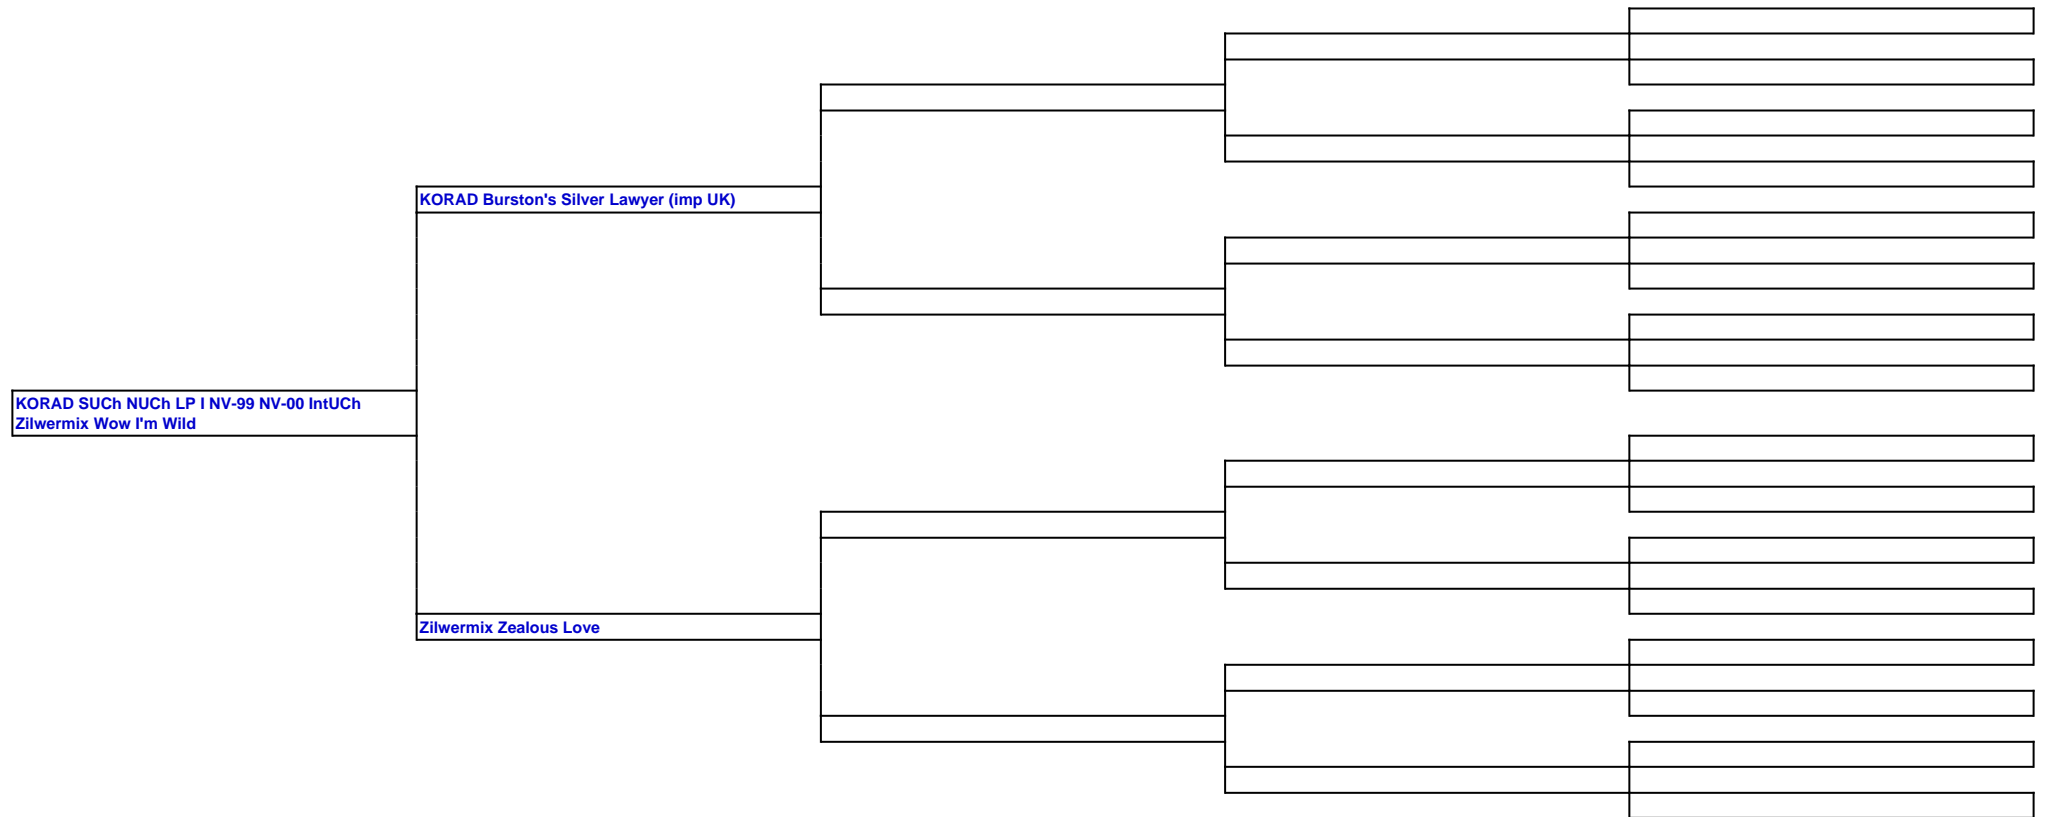 KORAD Burston's Silver Lawyer (imp UK)
KORAD SUCh NUCh LP I NV-99 NV-00 IntUCh
Zilwermix Wow I'm Wild
Zilwermix Zealous Love